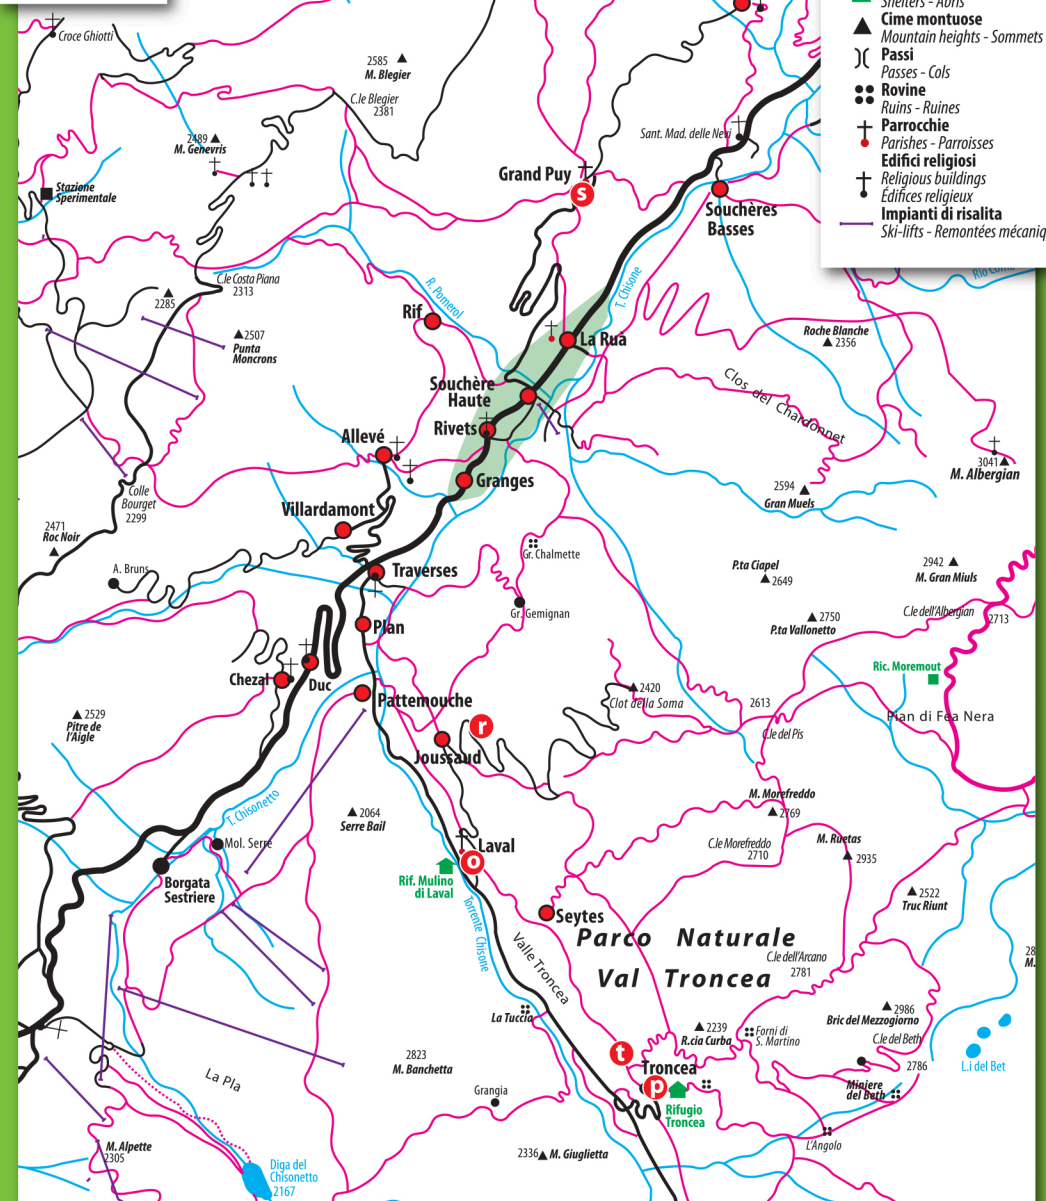 Shelters - Abris
Cime montuose
Mountain heights - Sommets
Passi
Passes - Cols
Rovine
Ruins - Ruines
Parrocchie
Parishes - Parroisses
Edifici religiosi
Religious buildings
Édifices religieux
Impianti di risalita
Ski-lifts - Remontées
Croce Ghiotti
2585
M. Blegier
C.le Blegier
2381
2489
M. Genevris
Sant. Mad. delle Nevi
Grand Puy
s
Stazione
Sperimentale
Souchères
Basses
C.le Costa Piana
2313
R. Pomerol
T. Chisone
2285
Rif
La Ruà
Roche Blanche
2356
2507
Punta
Moncrons
Souchère
Haute
Clos del Chardonnet
Rivets
Allevé
3041
M. Albergian
Granges
2594
Gran Muels
Colle
Bourget
2299
Villardamont
2471
Roc Noir
Gr. Chalmette
A. Bruns
Traverses
P.ta Ciapel
2649
2942
M. Gran Miuls
Gr. Gemignan
C.le dell'Albergian
2713
2750
P.ta Vallonetto
Plan
Ric. Moremout
Chezal
Duc
Pattemouche
2420
Clot della Soma
2613
Pian di Fea Nera
2529
Pitre de
l'Aigle
r
C.le del Pis
Joussaud
T. Chisonetto
M. Morefreddo
2769
2064
Serre Bail
Mol. Serre
Laval
o
C.le Morefreddo
2710
M. Ruetas
2935
Rif. Mulino
di Laval
Borgata
Sestriere
2522
Truc Riunt
Seytes
Torrente Chisone
Valle Troncea
Parco Naturale
Val Troncea
C.le dell'Arcano
2781
28
M.
La Tuccia
2986
Bric del Mezzogiorno
2239
R.cia Curba
Forni di
S. Martino
C.le del Beth
2786
t
2823
M. Banchetta
Troncea
p
L.i del Bet
La Pla
Grangia
Rifugio
Troncea
Miniere
del Beth
L'Angolo
M. Alpette
2305
2336
M. Giuglietta
Diga del
Chisonetto
2167